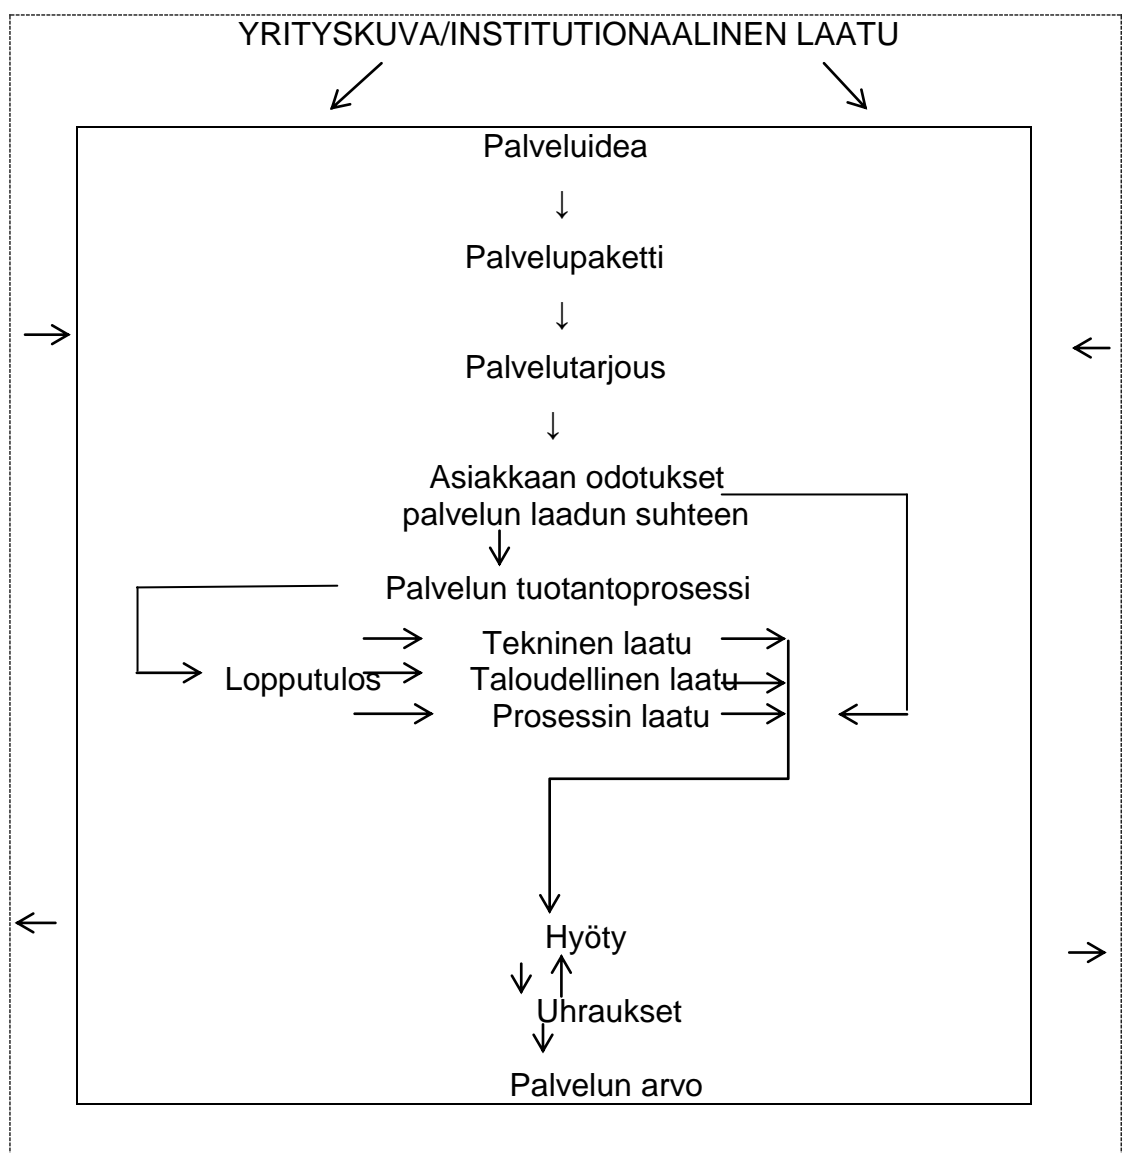 YRITYSKUVA/INSTITUTIONAALINEN LAATU
Palveluidea
Palvelupaketti
Palvelutarjous
Asiakkaan odotukset
palvelun laadun suhteen
Palvelun tuotantoprosessi
Tekninen laatu
Lopputulos Taloudellinen laatu
Prosessin laatu
Hyöty
Uhraukset
Palvelun arvo